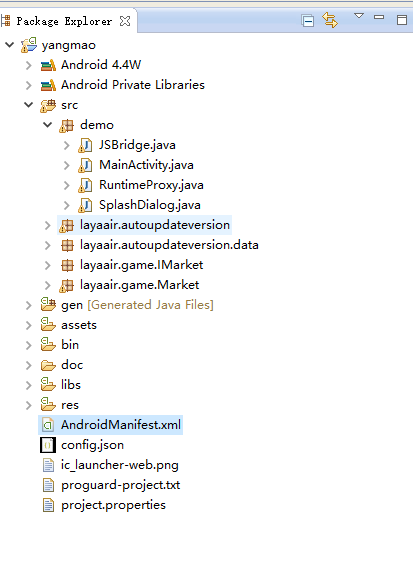 Package Explorer
yangmao
Android 4.4W
Android Private Libraries
src
demo
JSBridge.java
MainActivity.java
RuntimeProxy.java
SplashDialog.java
layaair.autoupdateversion
layaair.autoupdateversion.data
layaair.game.IMarket
layaair.game.Market
gen [Generated Java Files]
assets
bin
doc
libs
res
AndroidManifest.xml
config.json
ic_launcher-web.png
proguard-project.txt
project.properties